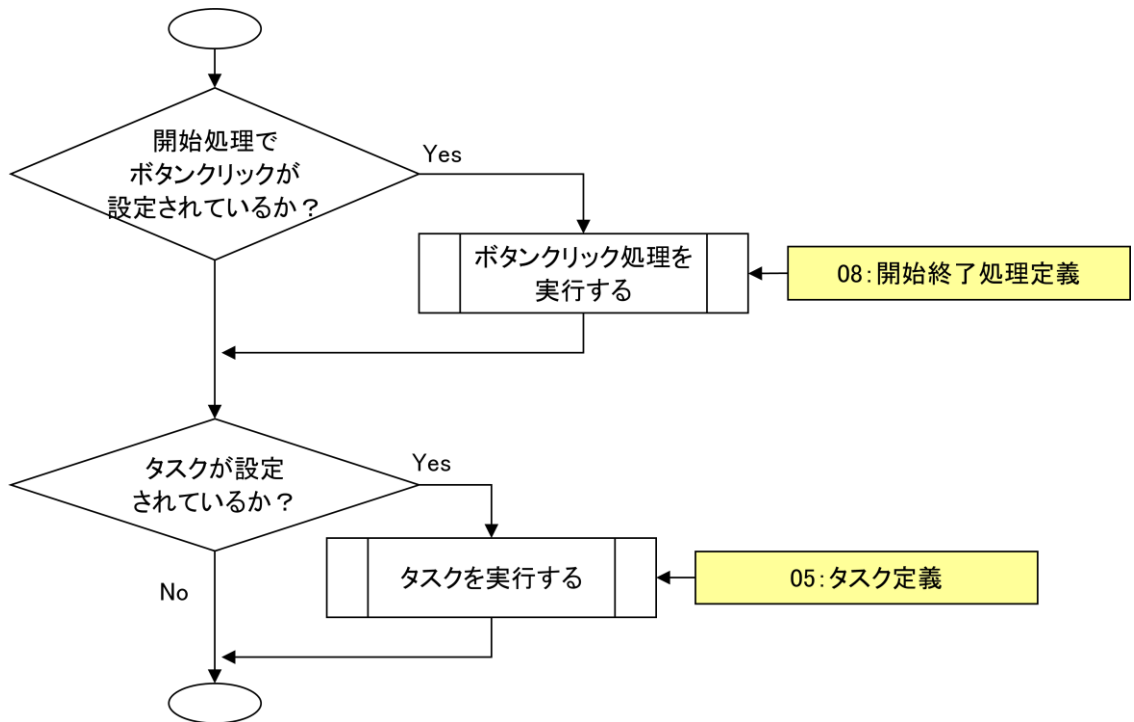 開始処理で
ボタンクリックが
設定されているか？
Yes
ボタンクリック処理を
実行する
08：開始終了処理定義
タスクが設定
されているか？
Yes
タスクを実行する
05：タスク定義
No